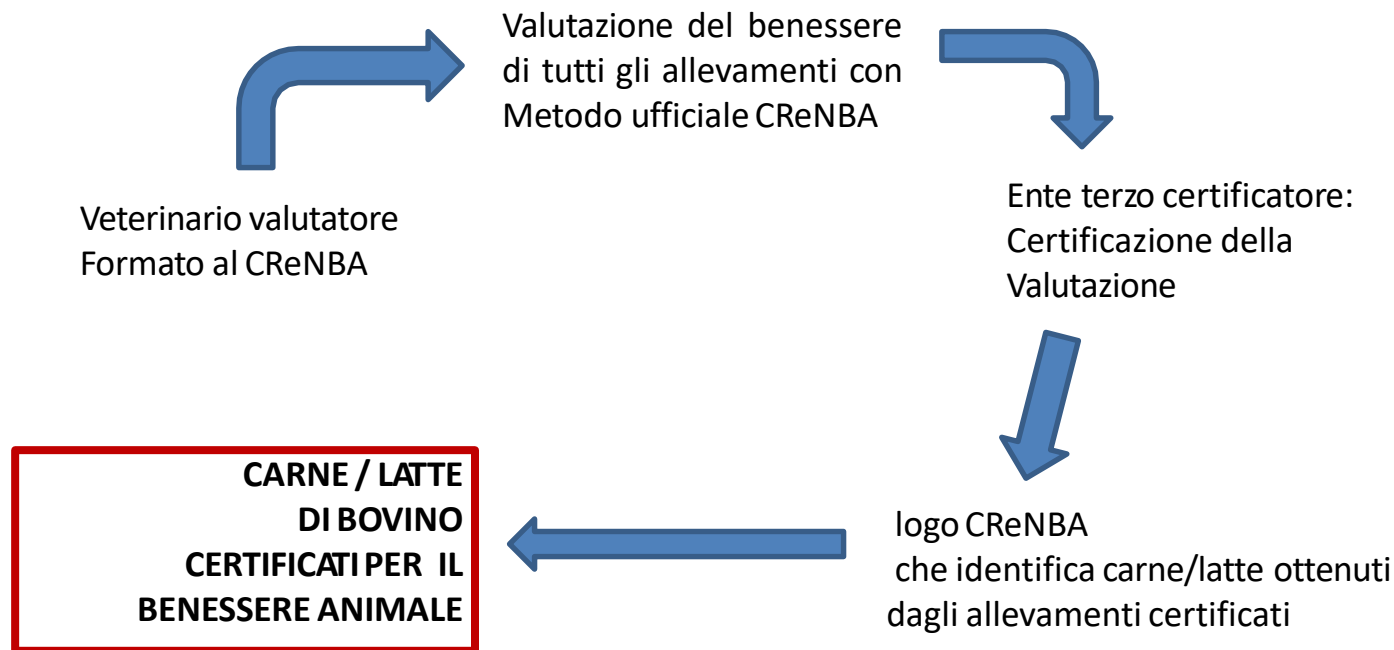 Valutazione del benessere
di tutti gli allevamenti con
Metodo ufficiale CReNBA
Veterinario valutatore
Formato al CReNBA
Ente terzo certificatore:
Certificazione della
Valutazione
logo CReNBA
che identifica carne/latte ottenuti
dagli allevamenti certificati
CARNE / LATTE
DI BOVINO
CERTIFICATI PER IL
BENESSERE ANIMALE